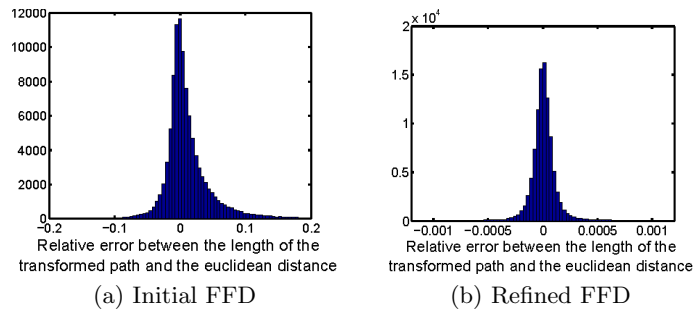 12000
10000
8000
6000
4000
2000
0
−0.2 −0.1 0 0.1 0.2
Relative error between the length of the
transformed path and the euclidean distance
(a) Initial FFD
x 10⁴
2
1.5
1
0.5
0
−0.001 −0.0005 0 0.0005 0.001
Relative error between the length of the
transformed path and the euclidean distance
(b) Refined FFD